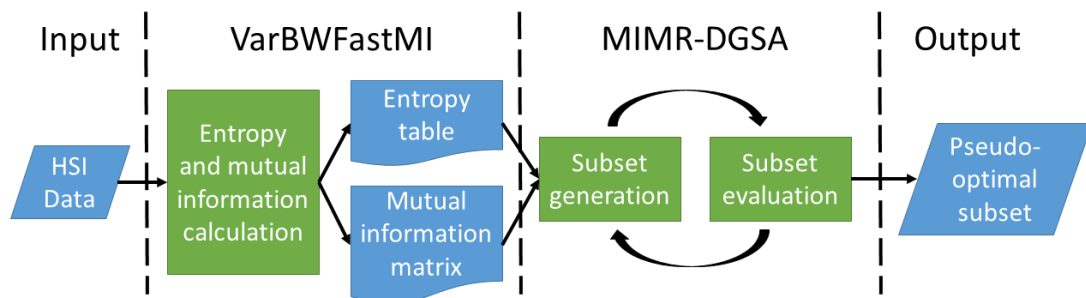 Input
VarBWFastMI
MIMR-DGSA
Output
HSI
Data
Entropy
and mutual
information
calculation
Entropy
table
Mutual
information
matrix
Subset
generation
Subset
evaluation
Pseudo-
optimal
subset